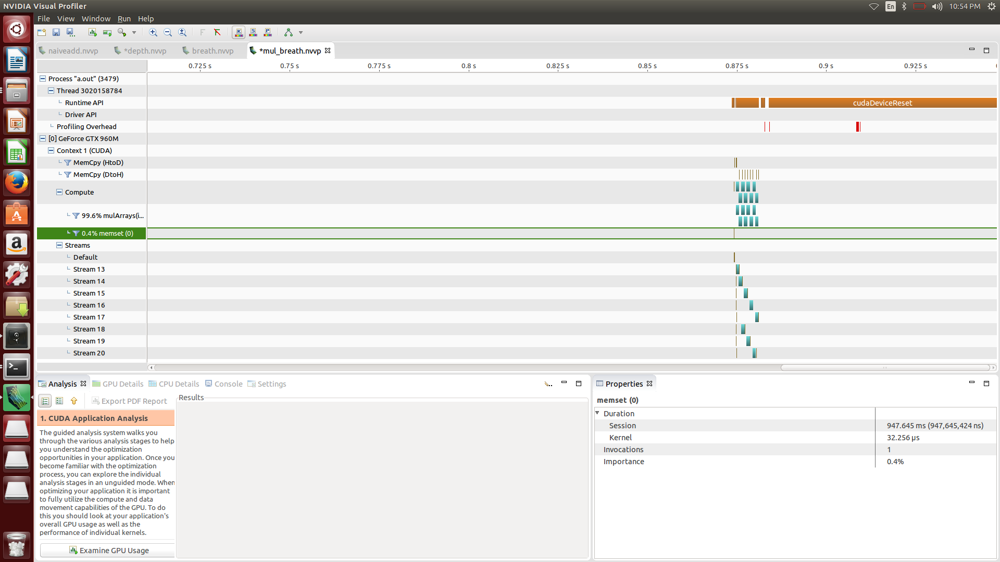 NVIDIA Visual Profiler
En
10:54 PM
File View Window Run Help
naiveadd.nvvp *depth.nvvp breath.nvvp *mul_breath.nvvp
0.725 s 0.75 s 0.775 s 0.8 s 0.825 s 0.85 s 0.875 s 0.9 s 0.925 s
Process "a.out" (3479)
Thread 3020158784
Runtime API
cudaDeviceReset
Driver API
Profiling Overhead
[0] GeForce GTX 960M
Context 1 (CUDA)
MemCpy (HtoD)
MemCpy (DtoH)
Compute
99.6% mulArrays(i...
0.4% memset (0)
Streams
Default
Stream 13
Stream 14
Stream 15
Stream 16
Stream 17
Stream 18
Stream 19
Stream 20
Analysis GPU Details CPU Details Console Settings
Export PDF Report
Results
1. CUDA Application Analysis
The guided analysis system walks you
through the various analysis stages to help
you understand the optimization
opportunities in your application. Once you
become familiar with the optimization
process, you can explore the individual
analysis stages in an unguided mode. When
optimizing your application it is important
to fully utilize the compute and data
movement capabilities of the GPU. To do
this you should look at your application's
overall GPU usage as well as the
performance of individual kernels.
Examine GPU Usage
Properties
memset (0)
Duration
Session 947.645 ms (947,645,424 ns)
Kernel 32.256 µs
Invocations 1
Importance 0.4%